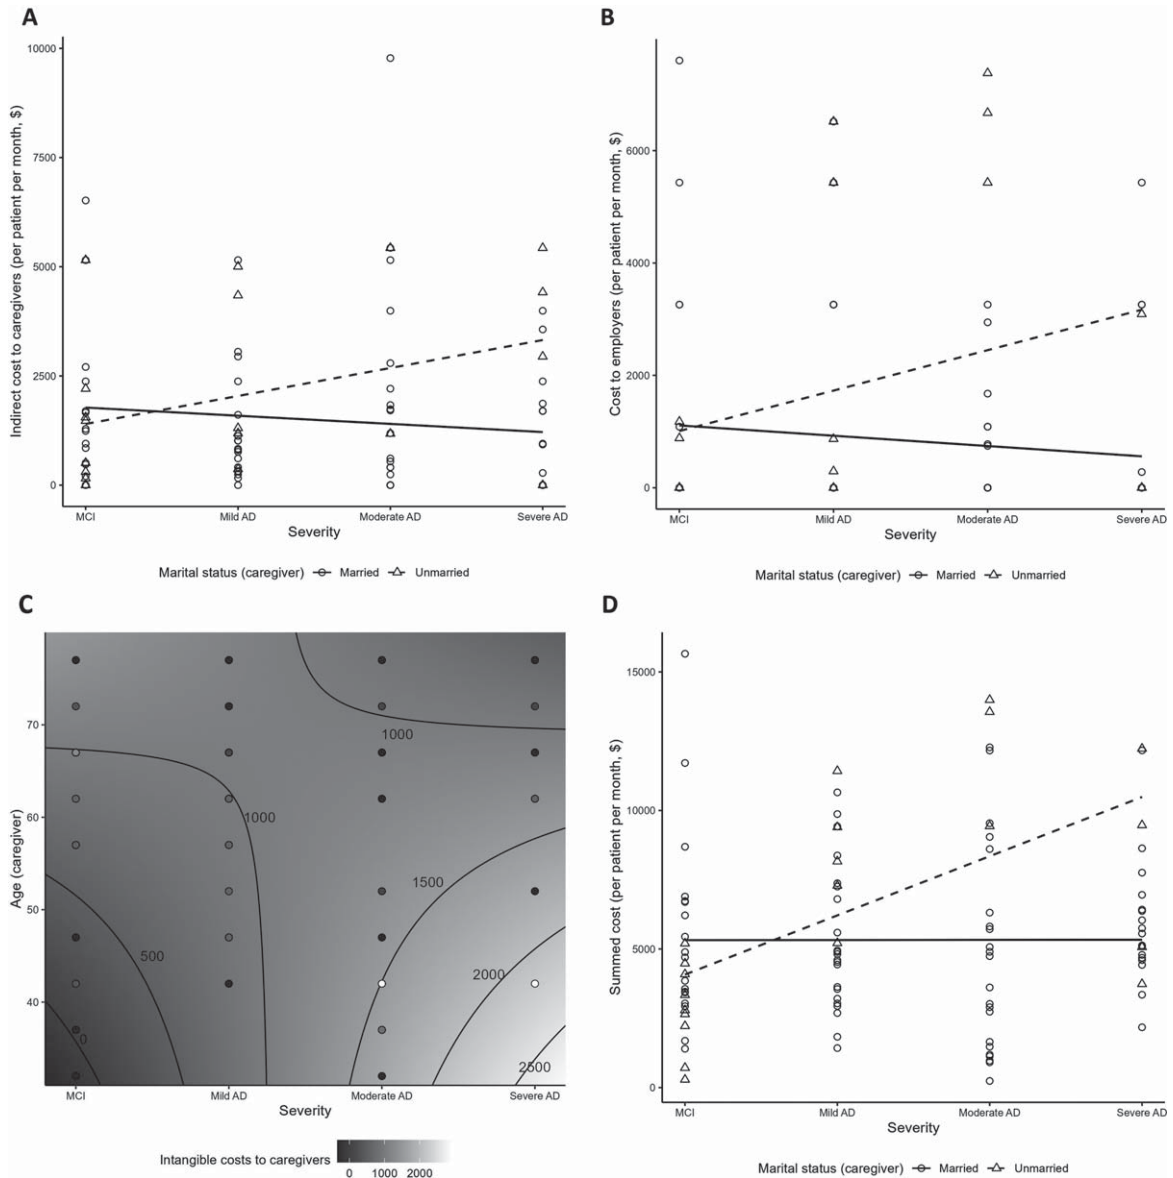 A
Indirect cost to caregivers (per patient per month, $)
10000
7500
5000
2500
0
MCI
Mild AD
Moderate AD
Severe AD
Severity
Marital status (caregiver) Married Unmarried
B
Cost to employers (per patient per month, $)
6000
4000
2000
0
MCI
Mild AD
Moderate AD
Severe AD
Severity
Marital status (caregiver) Married Unmarried
C
Age (caregiver)
70
60
50
40
1000
1000
1500
500
2000
0
2500
MCI
Mild AD
Moderate AD
Severe AD
Severity
Intangible costs to caregivers
0 1000 2000
D
Summed cost (per patient per month, $)
15000
10000
5000
0
MCI
Mild AD
Moderate AD
Severe AD
Severity
Marital status (caregiver) Married Unmarried